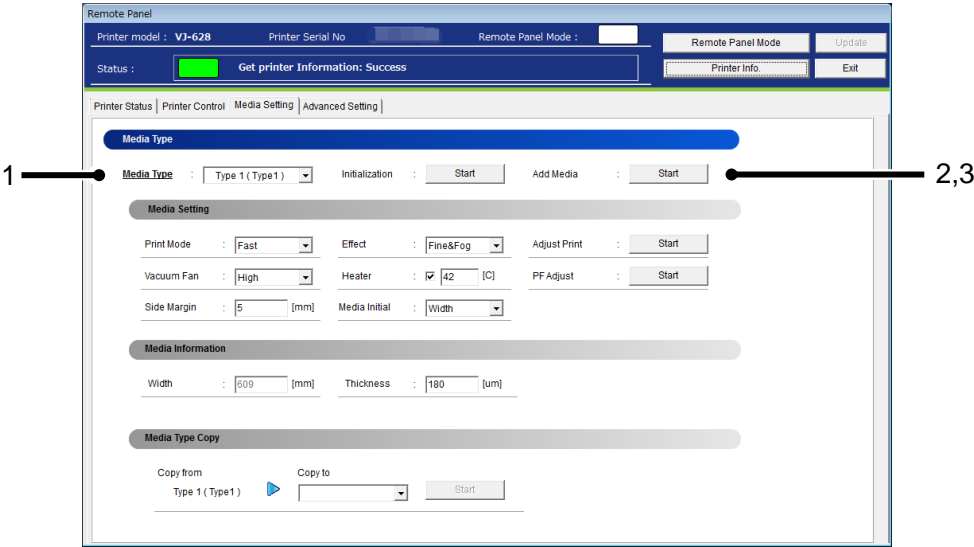 Remote Panel
Printer model : VJ-628 Printer Serial No Remote Panel Mode :
Remote Panel Mode Update
Status : Get printer Information: Success
Printer Info. Exit
Printer Status Printer Control Media Setting Advanced Setting
Media Type
1 Media Type : Type 1 ( Type1 ) Initialization : Start Add Media : Start 2,3
Media Setting
Print Mode : Fast Effect : Fine&Fog Adjust Print : Start
Vacuum Fan : High Heater : 42 [C] PF Adjust : Start
Side Margin : 5 [mm] Media Initial : Width
Media Information
Width : 609 [mm] Thickness : 180 [um]
Media Type Copy
Copy from Copy to
Type 1 ( Type1 ) Start